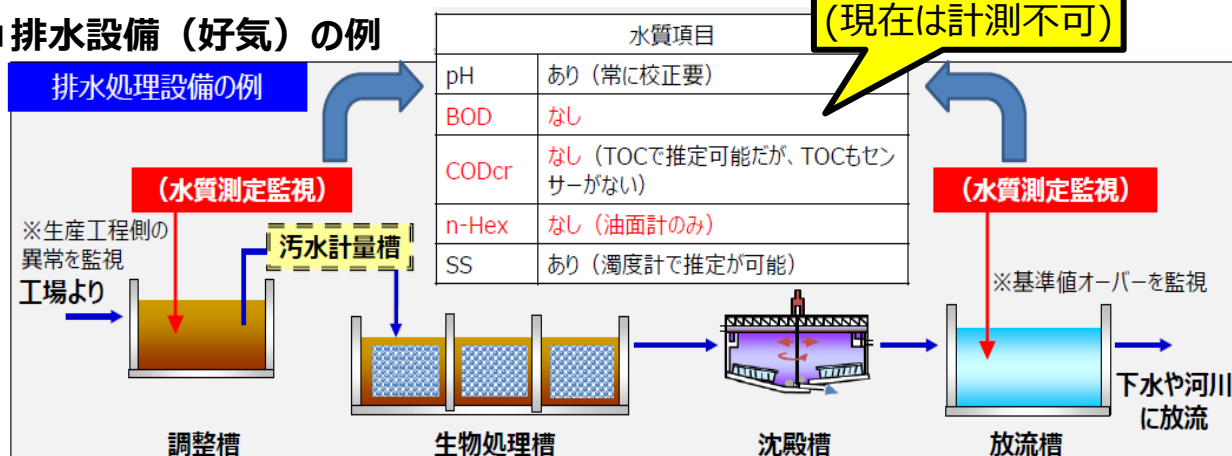 排水設備（好気）の例
(現在は計測不可)
排水処理設備の例
水質項目
pH あり（常に校正要）
BOD なし
CODcr なし（TOCで推定可能だが、TOCもセン
サーがない）
n-Hex なし（油面計のみ）
SS あり（濁度計で推定が可能）
（水質測定監視）
※生産工程側の
異常を監視
工場より
汚水計量槽
（水質測定監視）
※基準値オーバーを監視
下水や河川
に放流
調整槽
生物処理槽
沈殿槽
放流槽